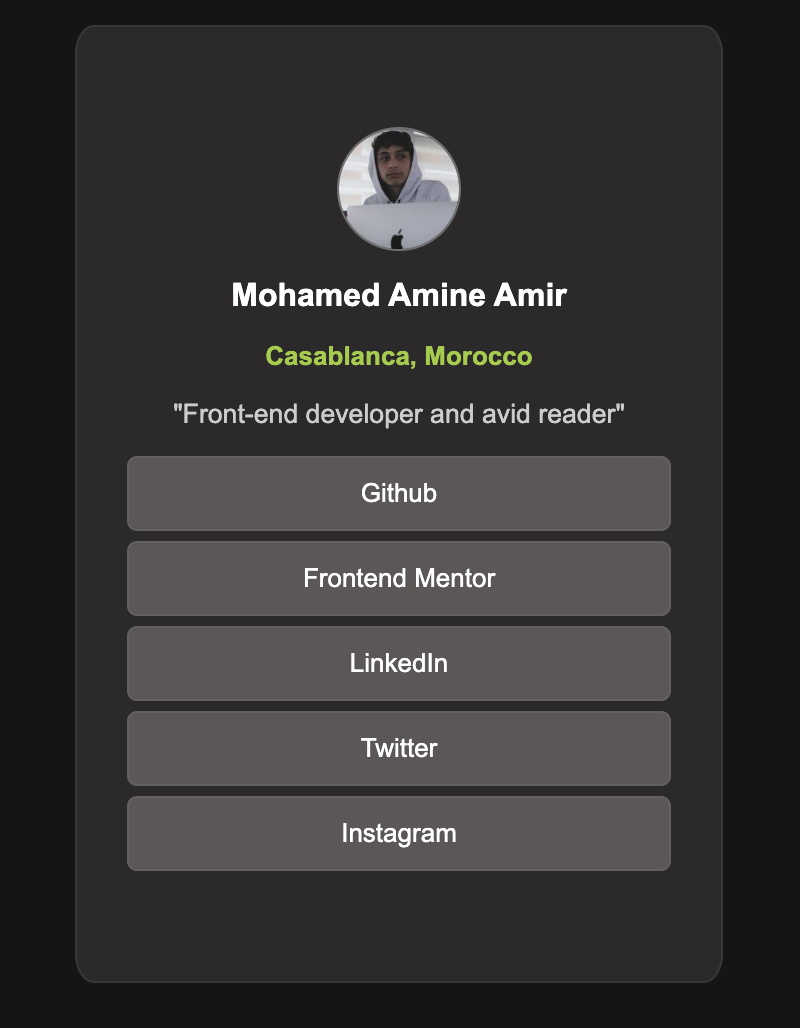 Mohamed Amine Amir
Casablanca, Morocco
"Front-end developer and avid reader"
Github
Frontend Mentor
LinkedIn
Twitter
Instagram